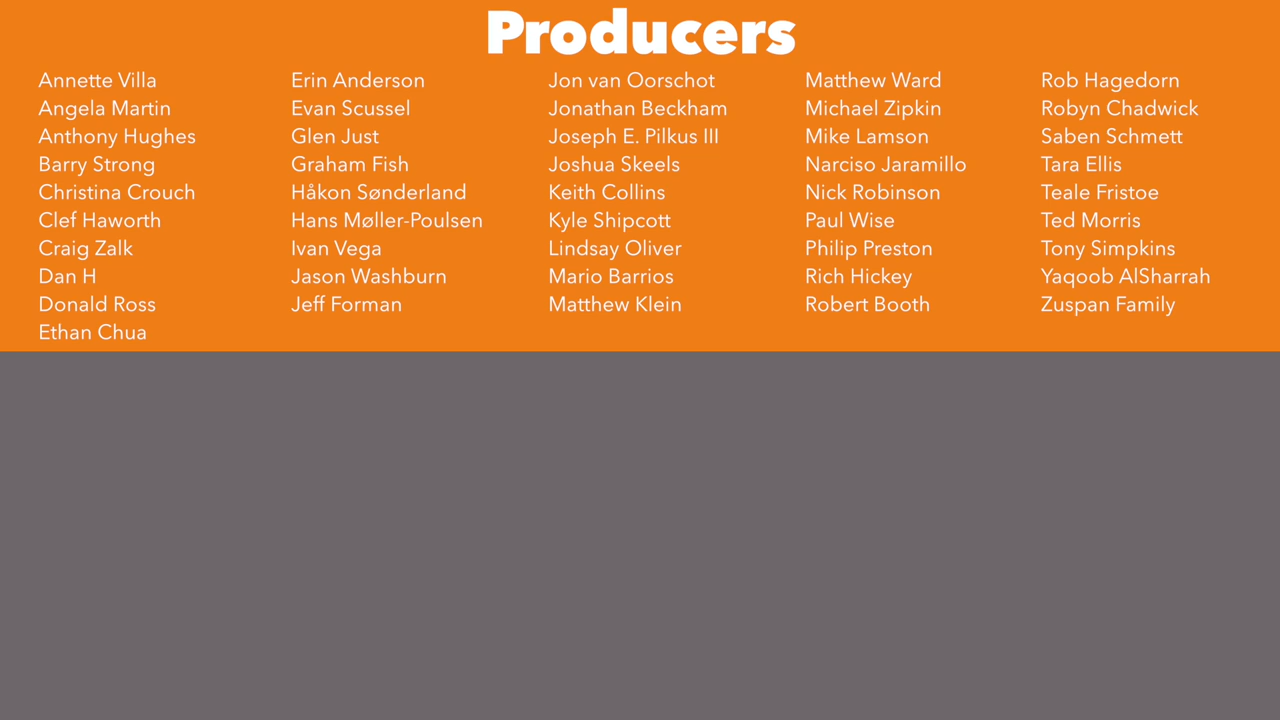 Producers
Annette Villa
Angela Martin
Anthony Hughes
Barry Strong
Christina Crouch
Clef Haworth
Craig Zalk
Dan H
Donald Ross
Ethan Chua
Erin Anderson
Evan Scussel
Glen Just
Graham Fish
Håkon Sønderland
Hans Møller-Poulsen
Ivan Vega
Jason Washburn
Jeff Forman
Jon van Oorschot
Jonathan Beckham
Joseph E. Pilkus III
Joshua Skeels
Keith Collins
Kyle Shipcott
Lindsay Oliver
Mario Barrios
Matthew Klein
Matthew Ward
Michael Zipkin
Mike Lamson
Narciso Jaramillo
Nick Robinson
Paul Wise
Philip Preston
Rich Hickey
Robert Booth
Rob Hagedorn
Robyn Chadwick
Saben Schmett
Tara Ellis
Teale Fristoe
Ted Morris
Tony Simpkins
Yaqoob AlSharrah
Zuspan Family